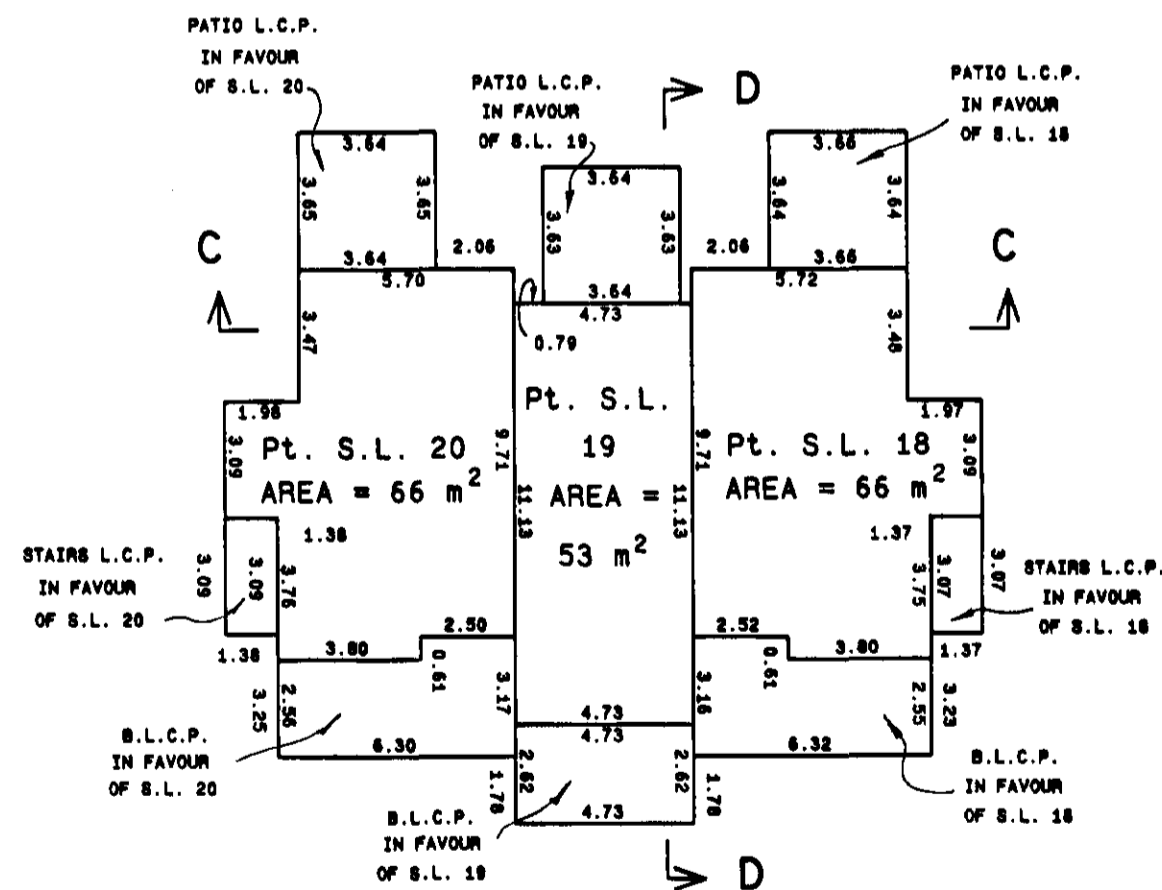 PATIO L.C.P.
IN FAVOUR
OF S.L. 20
PATIO L.C.P.
IN FAVOUR
OF S.L. 19
D
PATIO L.C.P.
IN FAVOUR
OF S.L. 18
3.64
3.65
3.65
3.64
5.70
2.06
3.64
3.63
3.63
3.64
4.73
0.79
2.06
3.66
3.64
3.64
3.66
5.72
C
C
3.47
3.48
1.98
3.09
1.97
3.09
Pt. S.L. 20
AREA = 66 m²
9.71
11.13
Pt. S.L.
19
AREA =
53 m²
9.71
11.13
Pt. S.L. 18
AREA = 66 m²
1.38
1.37
STAIRS L.C.P.
IN FAVOUR
OF S.L. 20
3.09
3.09
3.76
3.75
3.07
3.07
STAIRS L.C.P.
IN FAVOUR
OF S.L. 18
1.38
3.80
2.50
0.61
2.52
0.61
3.80
1.37
3.25
2.56
3.17
3.16
2.55
3.23
4.73
4.73
6.30
6.32
B.L.C.P.
IN FAVOUR
OF S.L. 20
1.78
2.62
2.62
1.78
4.73
B.L.C.P.
IN FAVOUR
OF S.L. 19
B.L.C.P.
IN FAVOUR
OF S.L. 18
D